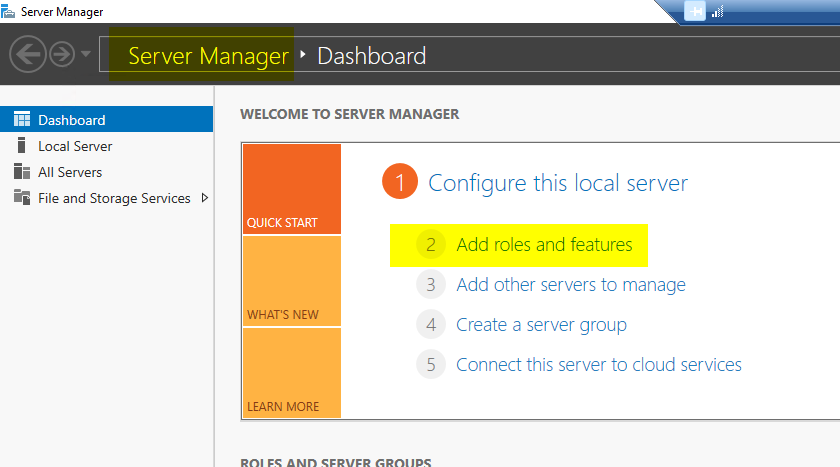 Server Manager
Server Manager Dashboard
WELCOME TO SERVER MANAGER
Dashboard
Local Server
All Servers
File and Storage Services
QUICK START
WHAT'S NEW
LEARN MORE
1 Configure this local server
2 Add roles and features
3 Add other servers to manage
4 Create a server group
5 Connect this server to cloud services
ROLES AND SERVER GROUPS